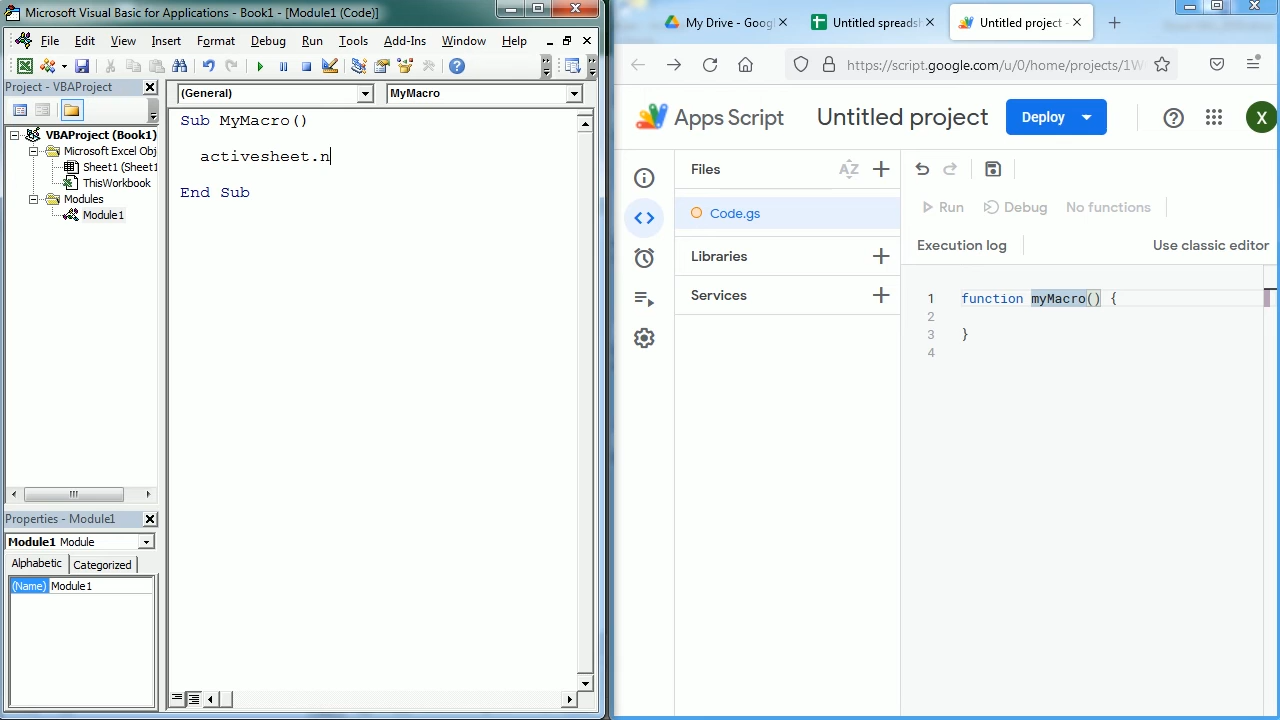 Microsoft Visual Basic for Applications - Book1 - [Module1 (Code)]
File Edit View Insert Format Debug Run Tools Add-Ins Window Help
Project - VBAProject
VBAProject (Book1)
Microsoft Excel Obj
Sheet1 (Sheet1
ThisWorkbook
Modules
Module1
Properties - Module1
Module1 Module
Alphabetic Categorized
(Name) Module1
(General) MyMacro
Sub MyMacro()
activesheet.n
End Sub
My Drive - Goog Untitled spreads Untitled project -
https://script.google.com/u/0/home/projects/1W
Apps Script Untitled project Deploy X
Files AZ
Code.gs
Libraries
Services
Run Debug No functions
Execution log Use classic editor
1 function myMacro() {
2
3 }
4